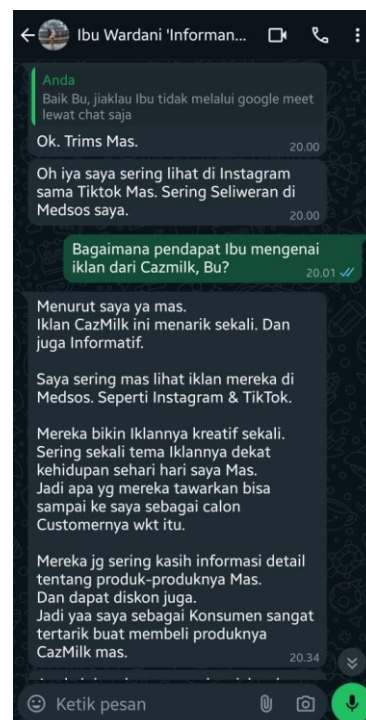 Ibu Wardani 'Informan...
Anda
Baik Bu, jiaklau Ibu tidak melalui google meet
lewat chat saja
Ok. Trims Mas.
20.00
Oh iya saya sering lihat di Instagram
sama Tiktok Mas. Sering Seliweran di
Medsos saya.
20.00
Bagaimana pendapat Ibu mengenai
iklan dari Cazmilk, Bu?
20.01
Menurut saya ya mas.
Iklan CazMilk ini menarik sekali. Dan
juga Informatif.
Saya sering mas lihat iklan mereka di
Medsos. Seperti Instagram & TikTok.
Mereka bikin Iklannya kreatif sekali.
Sering sekali tema Iklannya dekat
kehidupan sehari hari saya Mas.
Jadi apa yg mereka tawarkan bisa
sampai ke saya sebagai calon
Customernya wkt itu.
Mereka jg sering kasih informasi detail
tentang produk-produknya Mas.
Dan dapat diskon juga.
Jadi yaa saya sebagai Konsumen sangat
tertarik buat membeli produknya
CazMilk mas.
20.34
Ketik pesan